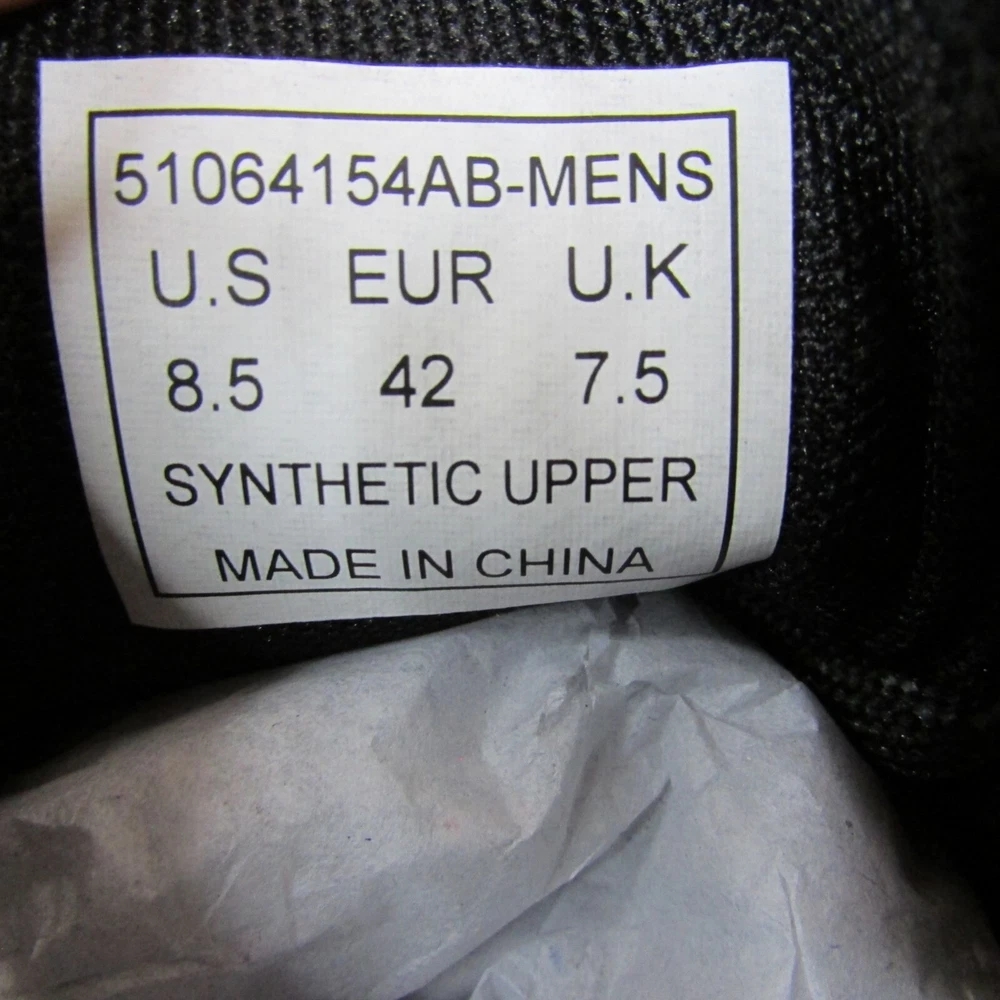 51064154AB-MENS
U.S EUR U.K
8.5 42 7.5
SYNTHETIC UPPER
MADE IN CHINA